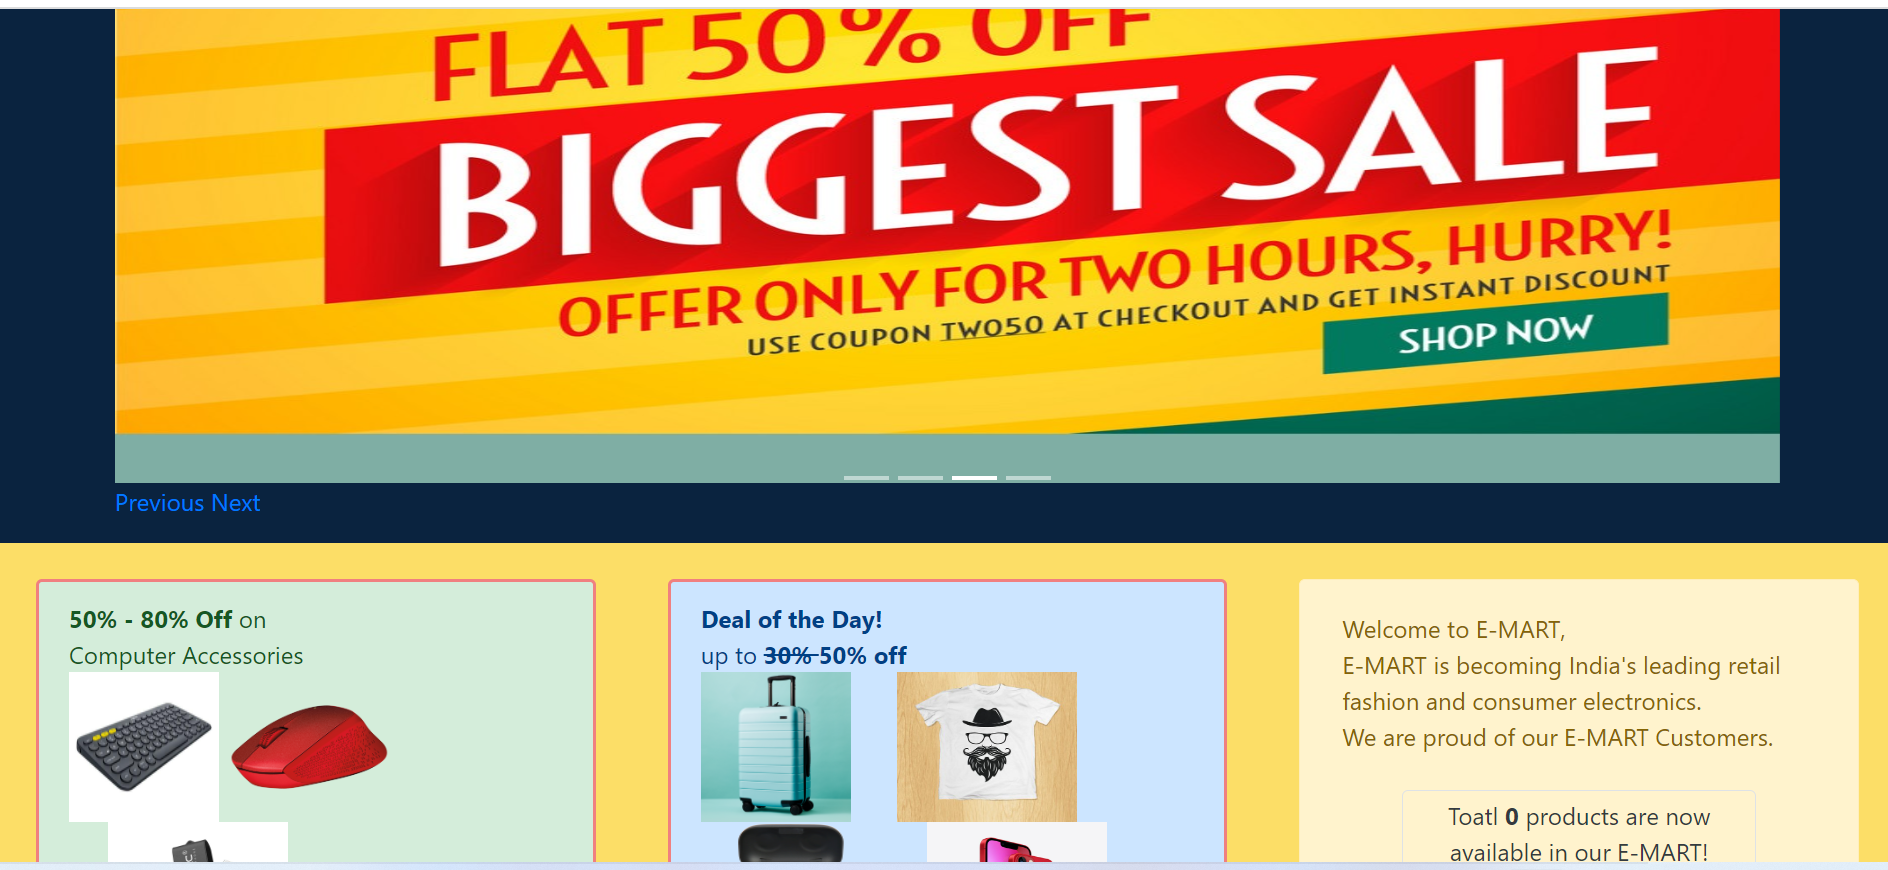 FLAT 50% OFF
BIGGEST SALE
OFFER ONLY FOR TWO HOURS, HURRY!
USE COUPON TWO50 AT CHECKOUT AND GET INSTANT DISCOUNT
SHOP NOW
Previous Next
50% - 80% Off on
Computer Accessories
Deal of the Day!
up to 30% 50% off
Welcome to E-MART,
E-MART is becoming India's leading retail
fashion and consumer electronics.
We are proud of our E-MART Customers.
Toatl 0 products are now
available in our E-MART!